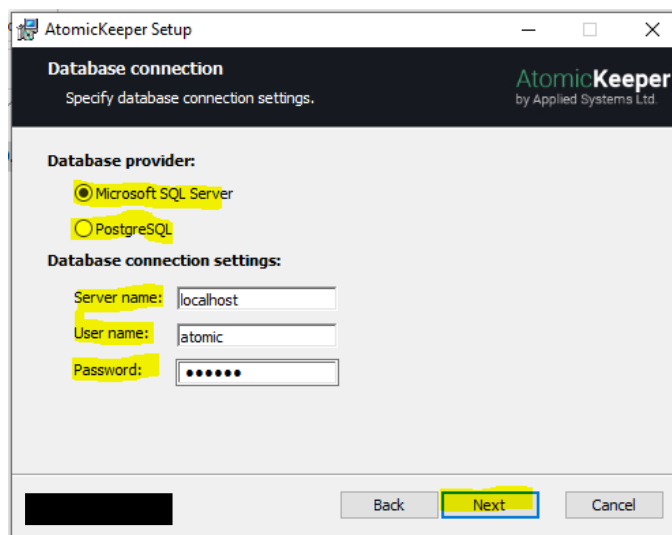 AtomicKeeper Setup
Database connection
Specify database connection settings.
AtomicKeeper
by Applied Systems Ltd.
Database provider:
Microsoft SQL Server
PostgreSQL
Database connection settings:
Server name: localhost
User name: atomic
Password: ••••••
Back Next Cancel